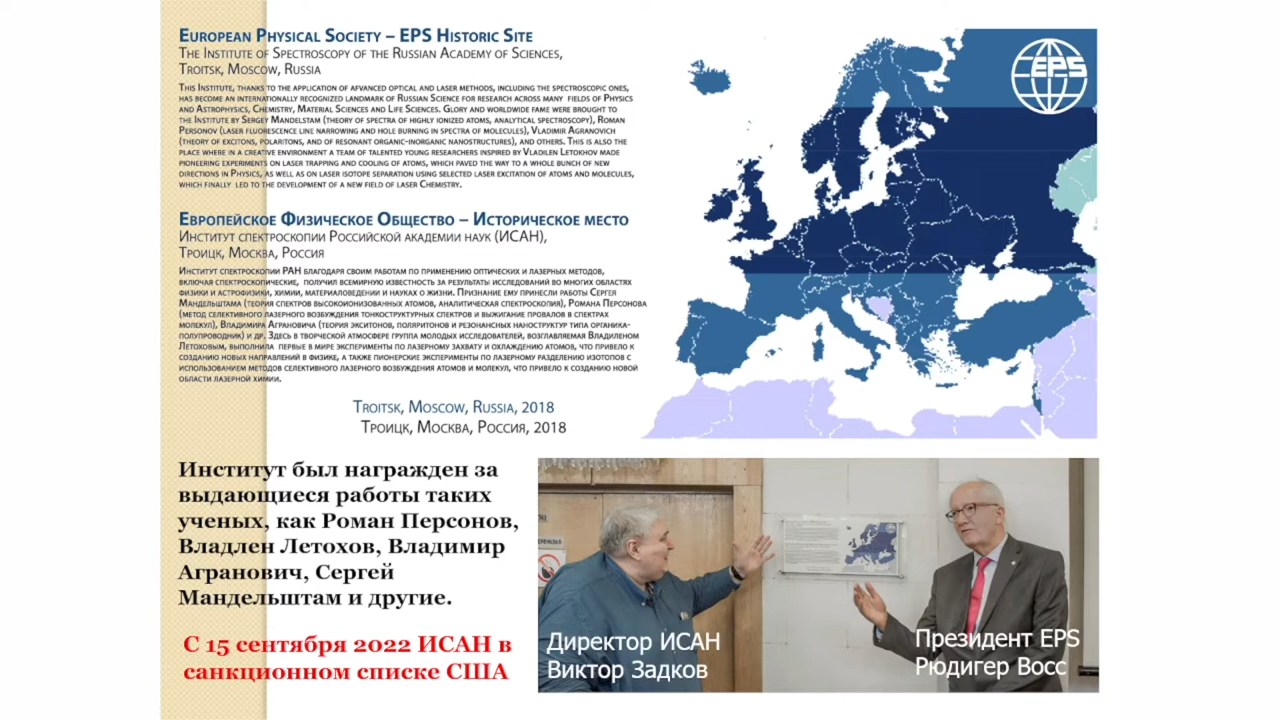 European Physical Society – EPS Historic Site
The Institute of Spectroscopy of the Russian Academy of Sciences,
Troitsk, Moscow, Russia
This Institute, thanks to the application of afvanced optical and laser methods, including the spectroscopic ones,
has become an internationally recognized landmark of Russian Science for research across many fields of Physics
and Astrophysics, Chemistry, Material Sciences and Life Sciences. Glory and worldwide fame were brought to
the Institute by Sergey Mandelstam (theory of spectra of highly ionized atoms, analytical spectroscopy), Roman
Personov (laser fluorescence line narrowing and hole burning in spectra of molecules), Vladimir Agranovich
(theory of excitons, polaritons, and of resonant organic-inorganic nanostructures), and others. This is also the
place where in a creative environment a team of talented young researchers inspired by Vladilen Letokhov made
pioneering experiments on laser trapping and cooling of atoms, which paved the way to a whole bunch of new
directions in Physics, as well as on laser isotope separation using selected laser excitation of atoms and molecules,
which finally led to the development of a new field of laser Chemistry.
Европейское Физическое Общество – Историческое место
Институт спектроскопии Российской академии наук (ИСАН),
Троицк, Москва, Россия
Институт спектроскопии РАН благодаря своим работам по применению оптических и лазерных методов,
включая спектроскопические, получил всемирную известность за результаты исследований во многих областях
физики и астрофизики, химии, материаловедении и науках о жизни. Признание ему принесли работы Сергея
Мандельштама (теория спектров высокоионизованных атомов, аналитическая спектроскопия), Романа Персонова
(метод селективного лазерного возбуждения тонкоструктурных спектров и выжигание провалов в спектрах
молекул), Владимира Аграновича (теория экситонов, поляритонов и резонансных наноструктур типа органика-
полупроводник) и др. Здесь в творческой атмосфере группа молодых исследователей, возглавляемая Владиленом
Летоховым, выполнила первые в мире эксперименты по лазерному захвату и охлаждению атомов, что привело к
созданию новых направлений в физике, а также пионерские эксперименты по лазерному разделению изотопов с
использованием методов селективного лазерного возбуждения атомов и молекул, что привело к созданию новой
области лазерной химии.
Troitsk, Moscow, Russia, 2018
Троицк, Москва, Россия, 2018
EPS
Институт был награжден за
выдающиеся работы таких
ученых, как Роман Персонов,
Владлен Летохов, Владимир
Агранович, Сергей
Мандельштам и другие.
С 15 сентября 2022 ИСАН в
санкционном списке США
Директор ИСАН
Виктор Задков
Президент EPS
Рюдигер Восс